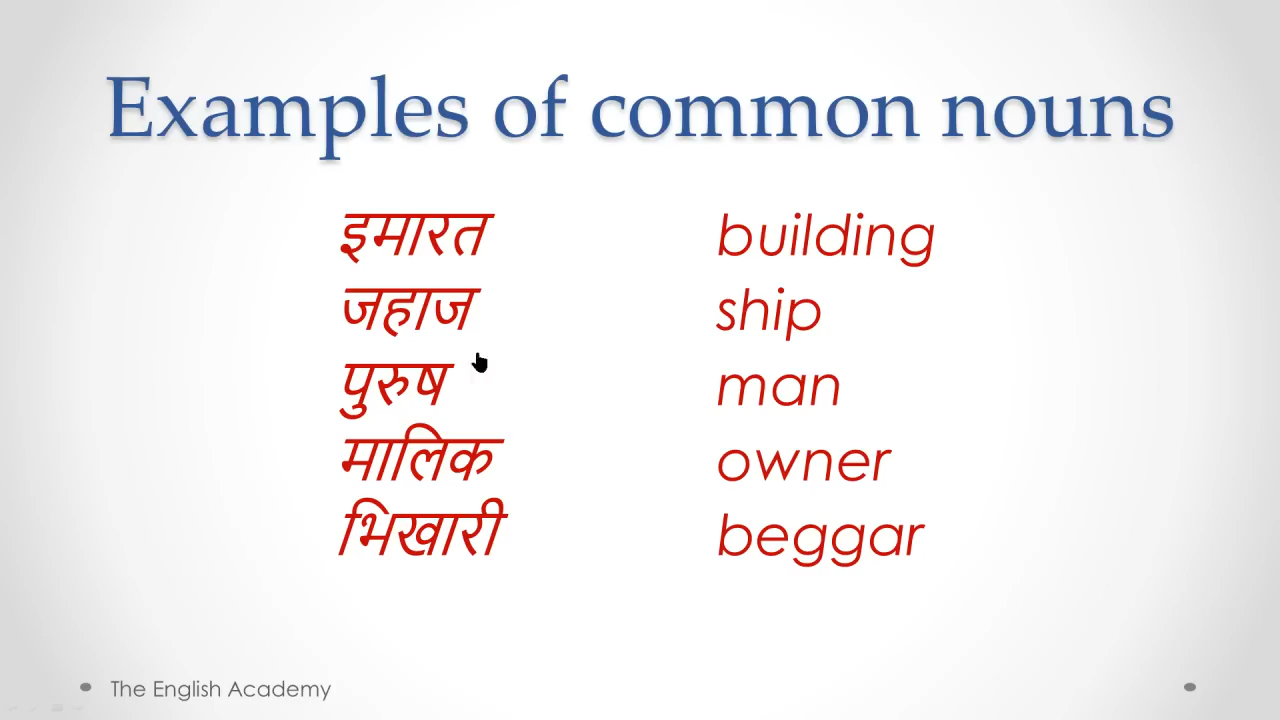 Examples of common nouns
इमारत building
जहाज ship
पुरुष man
मालिक owner
भिखारी beggar
The English Academy